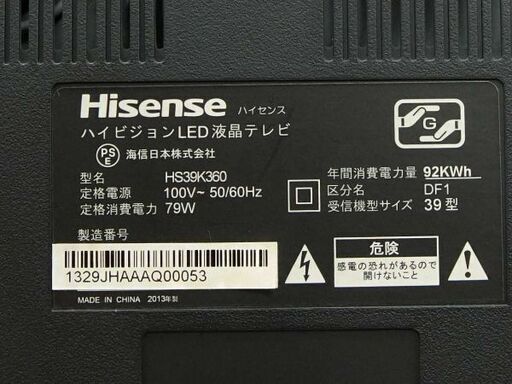 Hisense ハイセンス
ハイビジョンLED液晶テレビ
PSE 海信日本株式会社
型名 HS39K360
定格電源 100V~ 50/60Hz
定格消費電力 79W
製造番号
1329JHAAAQ00053
MADE IN CHINA 2013年製
G
年間消費電力量 92KWh
区分名 DF1
受信機型サイズ 39型
危険
感電の恐れがあるので
開けないこと